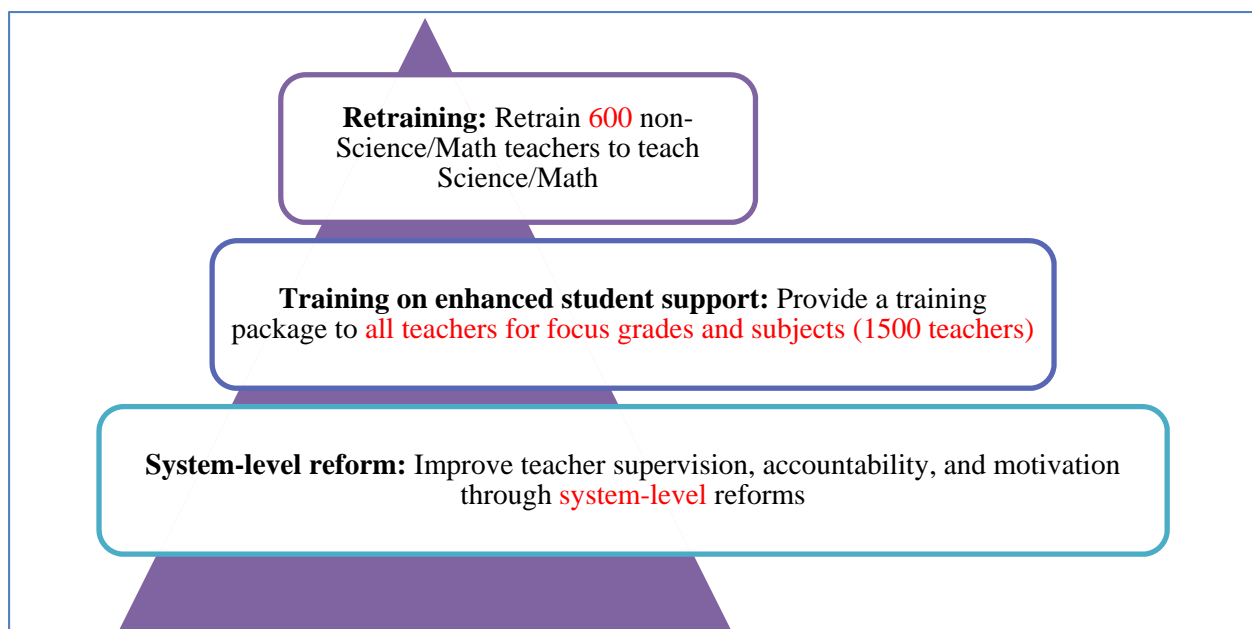 Retraining: Retrain 600 non-
Science/Math teachers to teach
Science/Math
Training on enhanced student support: Provide a training
package to all teachers for focus grades and subjects (1500 teachers)
System-level reform: Improve teacher supervision, accountability, and motivation
through system-level reforms